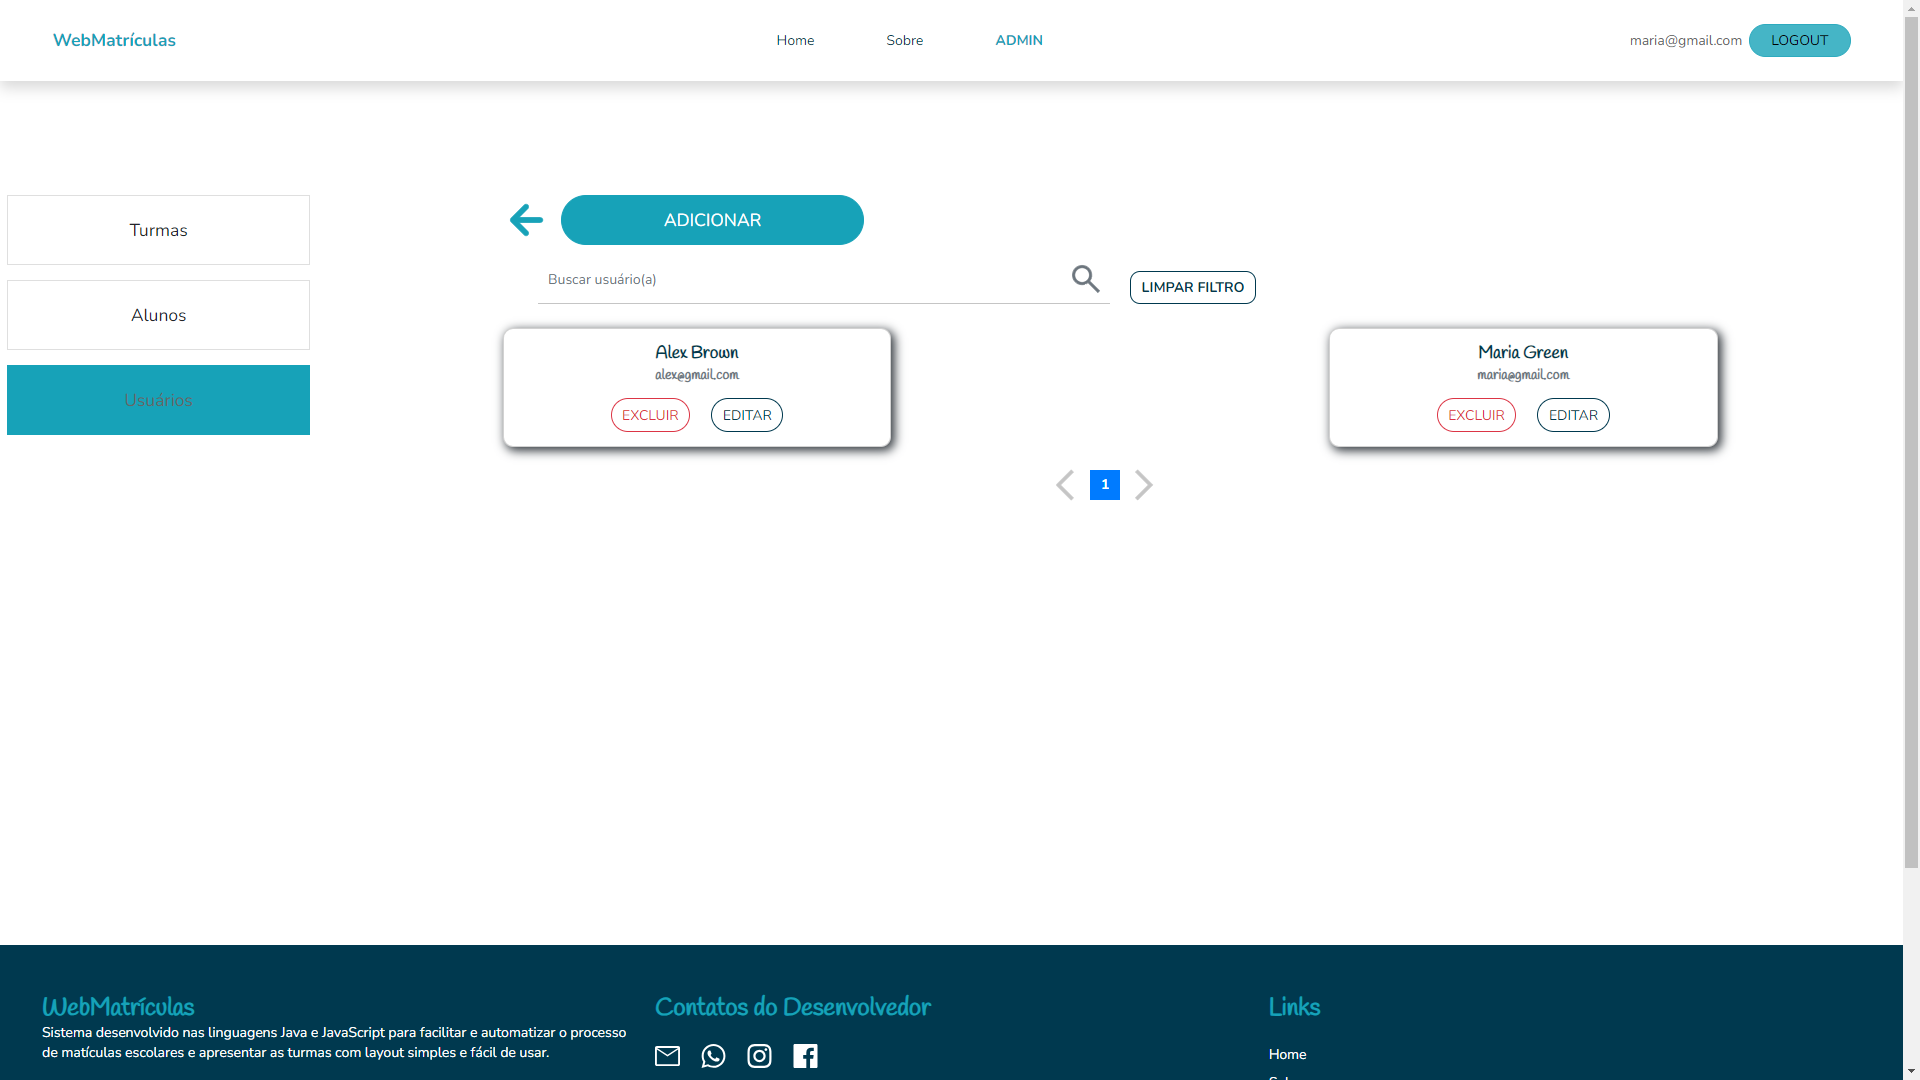 WebMatrículas
Home
Sobre
ADMIN
maria@gmail.com
LOGOUT
Turmas
Alunos
Usuários
ADICIONAR
Buscar usuário(a)
LIMPAR FILTRO
Alex Brown
alex@gmail.com
EXCLUIR
EDITAR
Maria Green
maria@gmail.com
EXCLUIR
EDITAR
1
WebMatrículas
Sistema desenvolvido nas linguagens Java e JavaScript para facilitar e automatizar o processo
de matículas escolares e apresentar as turmas com layout simples e fácil de usar.
Contatos do Desenvolvedor
Links
Home